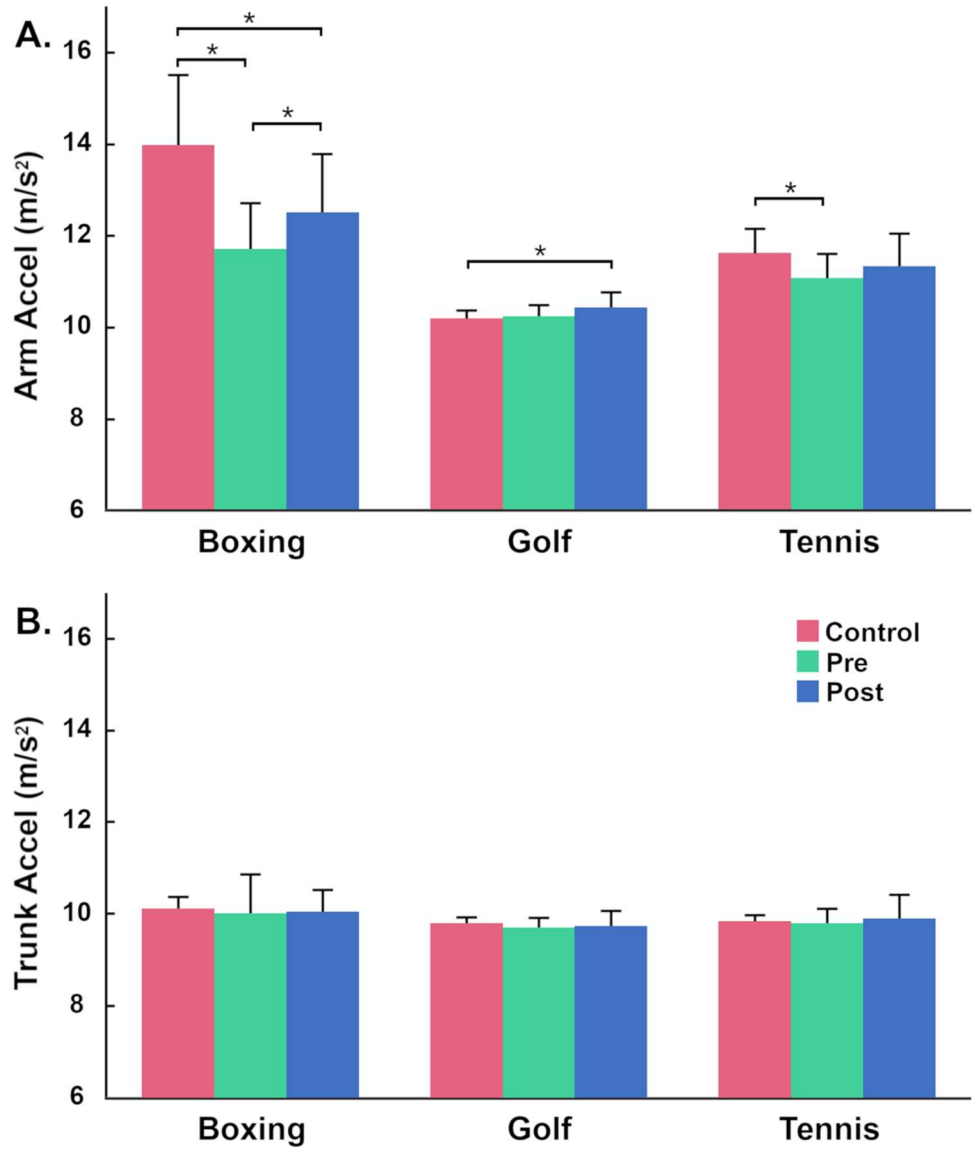 A.
Arm Accel (m/s²)
16
14
12
10
8
6
*
*
*
*
*
Boxing Golf Tennis
B.
Trunk Accel (m/s²)
16
14
12
10
8
6
Control
Pre
Post
Boxing Golf Tennis